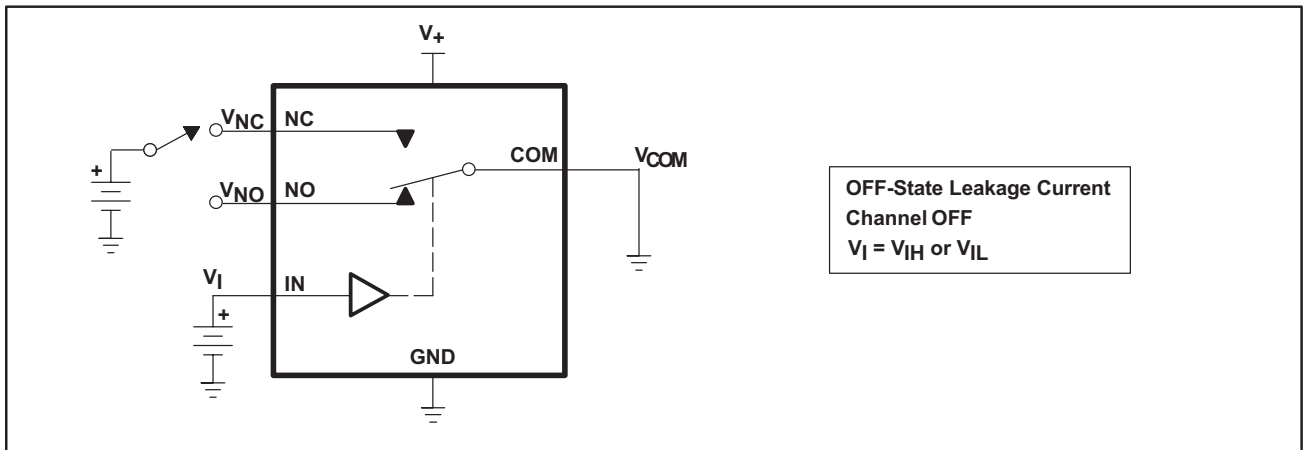 V+
VNC NC
+
COM VCOM
VNO NO
VI IN
+
GND
OFF-State Leakage Current
Channel OFF
VI = VIH or VIL